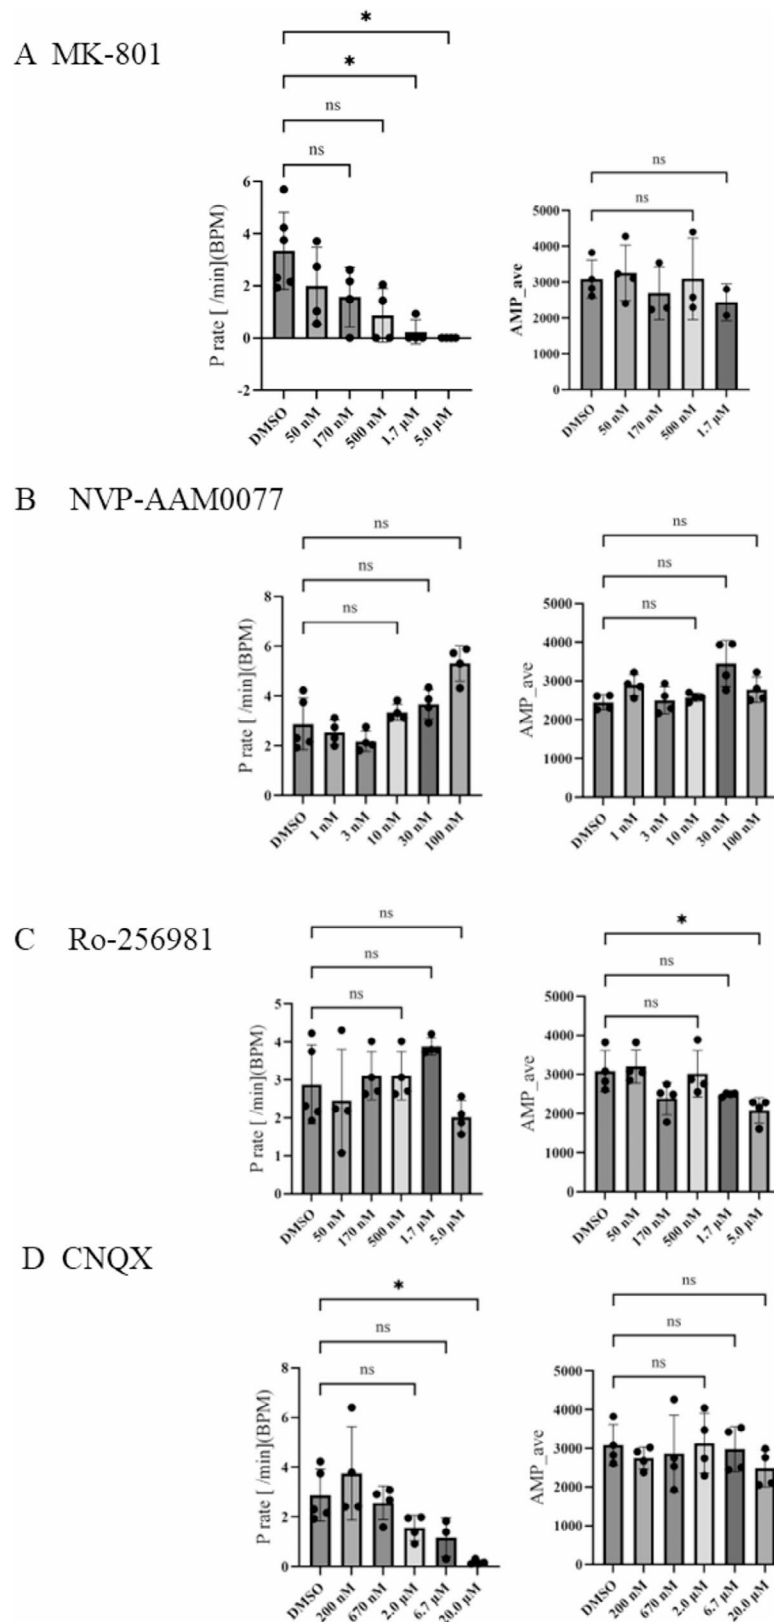 A MK-801
*
*
ns
ns
P rate [ /min](BPM)
6
4
2
0
-2
DMSO
50 nM
170 nM
500 nM
1.7 µM
5.0 µM
ns
ns
AMP_ave
5000
4000
3000
2000
1000
0
DMSO
50 nM
170 nM
500 nM
1.7 µM
B NVP-AAM0077
ns
ns
ns
P rate [ /min](BPM)
8
6
4
2
0
DMSO
1 nM
3 nM
10 nM
30 nM
100 nM
ns
ns
ns
AMP_ave
5000
4000
3000
2000
1000
0
DMSO
1 nM
3 nM
10 nM
30 nM
100 nM
C Ro-256981
ns
ns
ns
P rate [ /min](BPM)
5
4
3
2
1
0
DMSO
50 nM
170 nM
500 nM
1.7 µM
5.0 µM
*
ns
ns
AMP_ave
5000
4000
3000
2000
1000
0
DMSO
50 nM
170 nM
500 nM
1.7 µM
5.0 µM
D CNQX
*
ns
ns
P rate [ /min](BPM)
8
6
4
2
0
DMSO
200 nM
670 nM
2.0 µM
6.7 µM
20.0 µM
ns
ns
ns
AMP_ave
5000
4000
3000
2000
1000
0
DMSO
200 nM
670 nM
2.0 µM
6.7 µM
20.0 µM